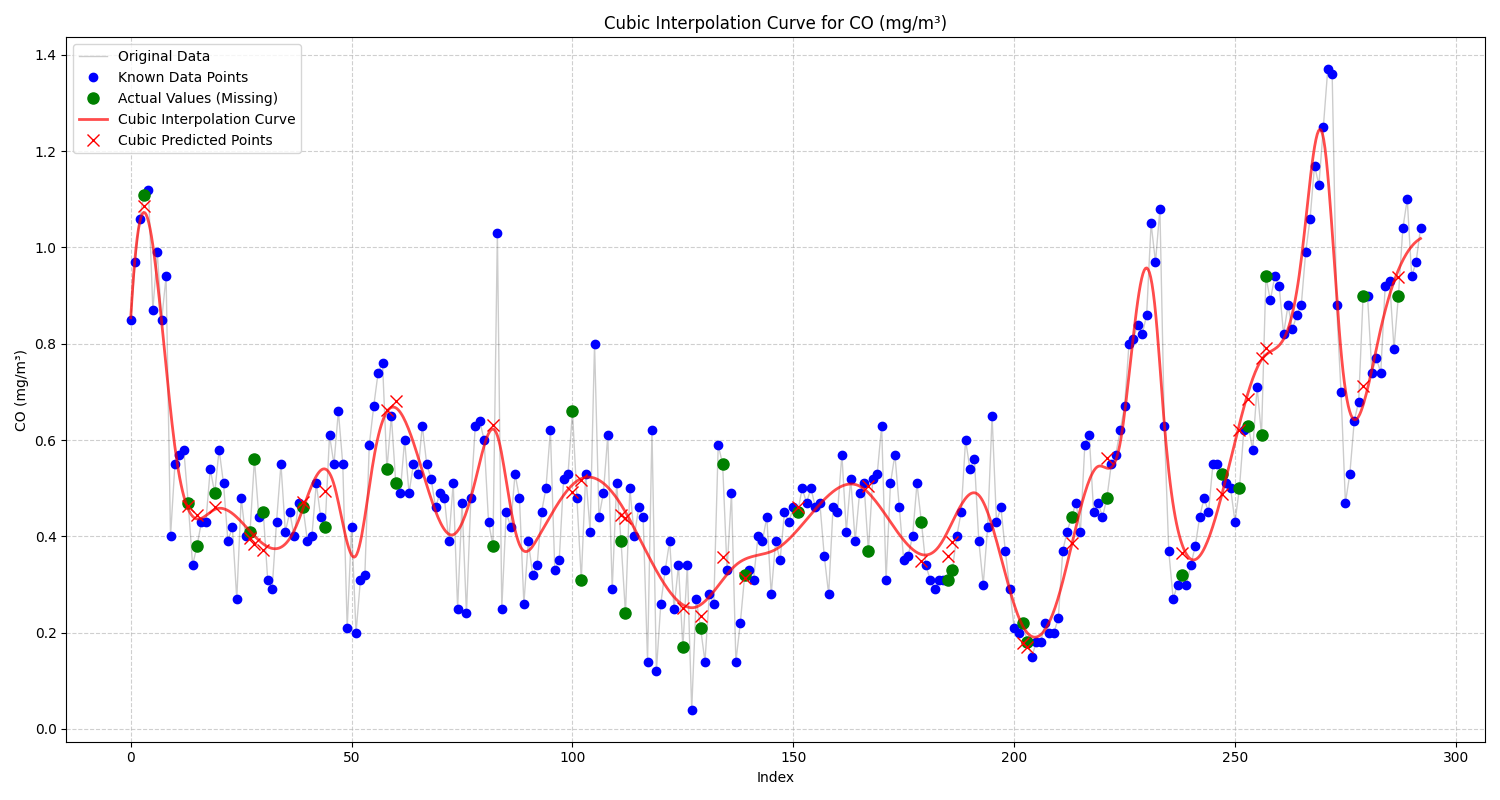 Cubic Interpolation Curve for CO (mg/m³)
Original Data
Known Data Points
Actual Values (Missing)
Cubic Interpolation Curve
Cubic Predicted Points
1.4
1.2
1.0
0.8
0.6
0.4
0.2
0.0
CO (mg/m³)
0 50 100 150 200 250 300
Index